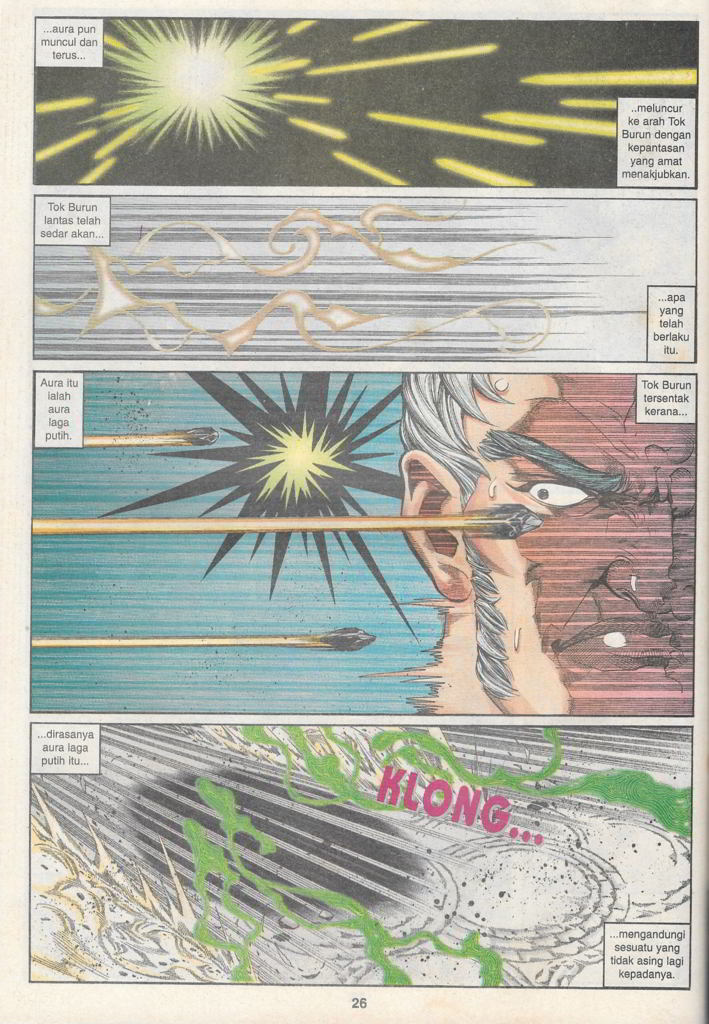 ...aura pun
muncul dan
terus...
..meluncur
ke arah Tok
Burun dengan
kepantasan
yang amat
menakjubkan.
Tok Burun
lantas telah
sedar akan...
...apa
yang
telah
berlaku
itu.
Aura itu
ialah
aura
laga
putih.
Tok Burun
tersentak
kerana...
...dirasanya
aura laga
putih itu...
KLONG...
...mengandungi
sesuatu yang
tidak asing lagi
kepadanya.
26